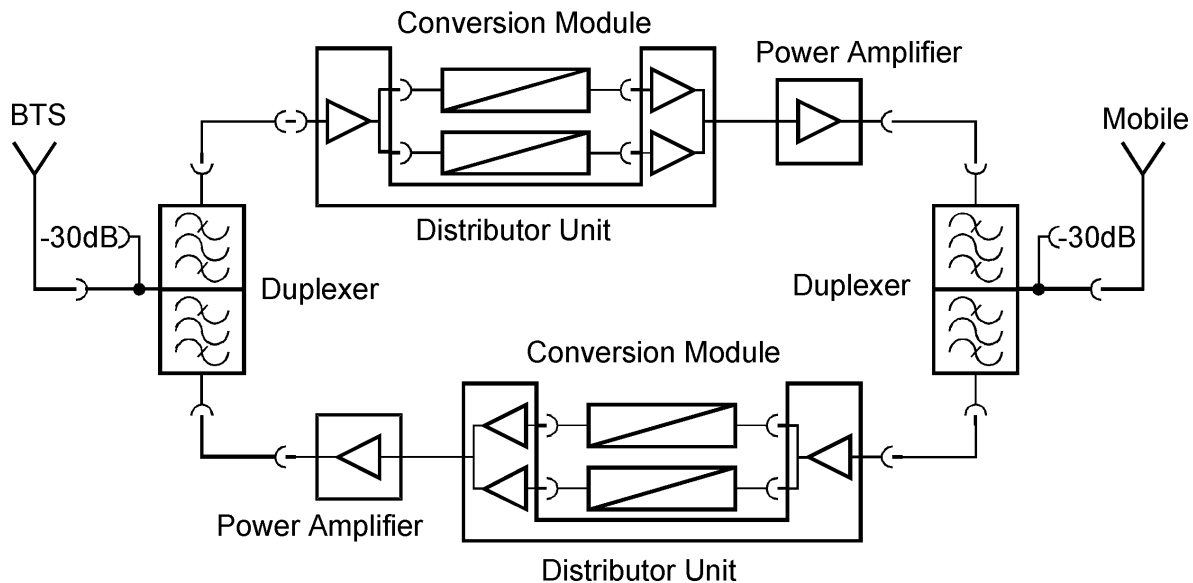 Conversion Module
Power Amplifier
BTS
Mobile
Distributor Unit
-30dB
-30dB
Duplexer
Duplexer
Conversion Module
Power Amplifier
Distributor Unit